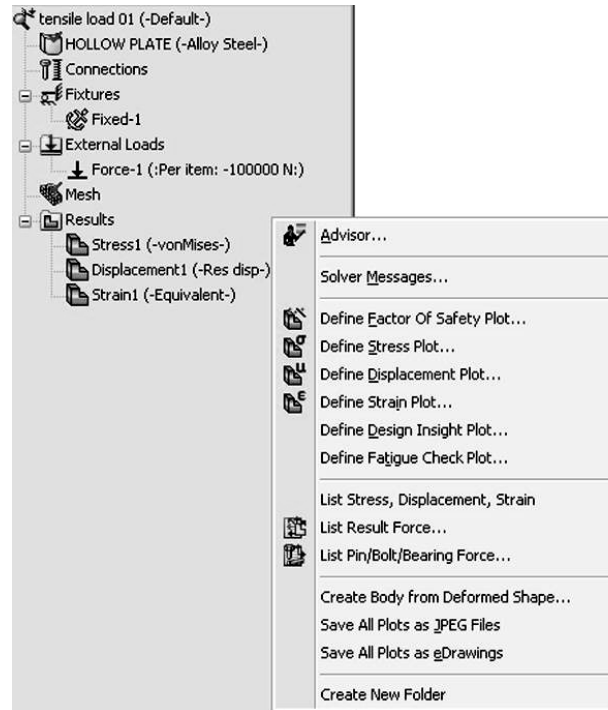 tensile load 01 (-Default-)
HOLLOW PLATE (-Alloy Steel-)
Connections
Fixtures
Fixed-1
External Loads
Force-1 (:Per item: -100000 N:)
Mesh
Results
Stress1 (-vonMises-)
Displacement1 (-Res disp-)
Strain1 (-Equivalent-)
Advisor...
Solver Messages...
Define Factor Of Safety Plot...
σ Define Stress Plot...
μ Define Displacement Plot...
ε Define Strain Plot...
Define Design Insight Plot...
Define Fatigue Check Plot...
List Stress, Displacement, Strain
List Result Force...
List Pin/Bolt/Bearing Force...
Create Body from Deformed Shape...
Save All Plots as JPEG Files
Save All Plots as eDrawings
Create New Folder